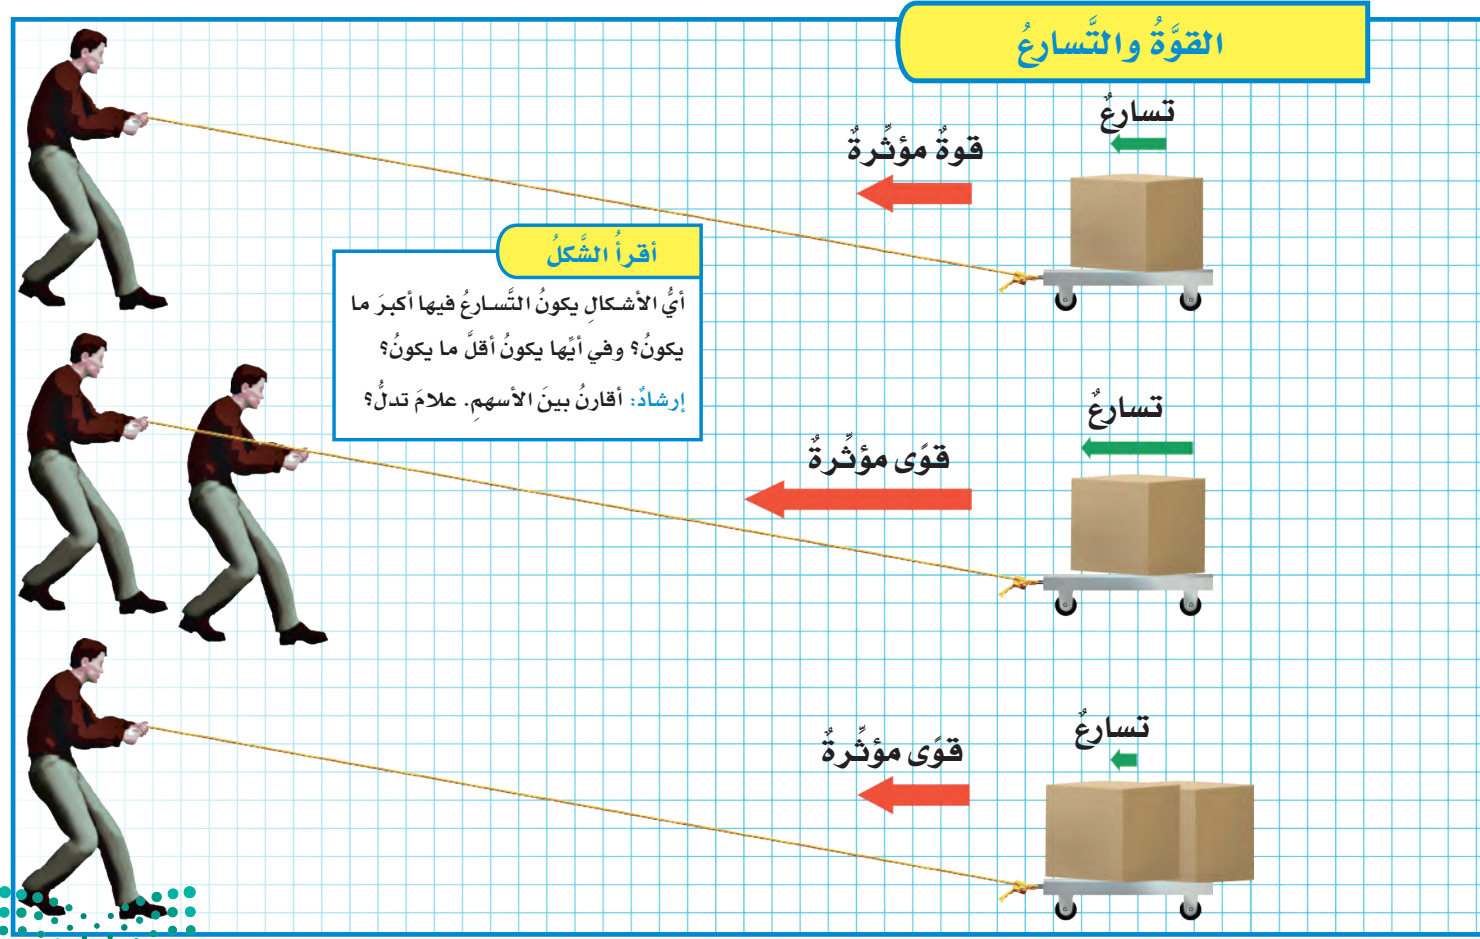 القوَّةُ والتَّسارعُ
تسارعٌ
قوةٌ مؤثِّرةٌ
أقرأُ الشَّكلُ
أيُّ الأشكالِ يكونُ التَّسارعُ فيها أكبرَ ما
يكونُ؟ وفي أيِّها يكونُ أقلَّ ما يكونُ؟
إرشادٌ: أقارنُ بينَ الأسهمِ. علامَ تدلُّ؟
تسارعٌ
قوًى مؤثِّرةٌ
تسارعٌ
قوًى مؤثِّرةٌ